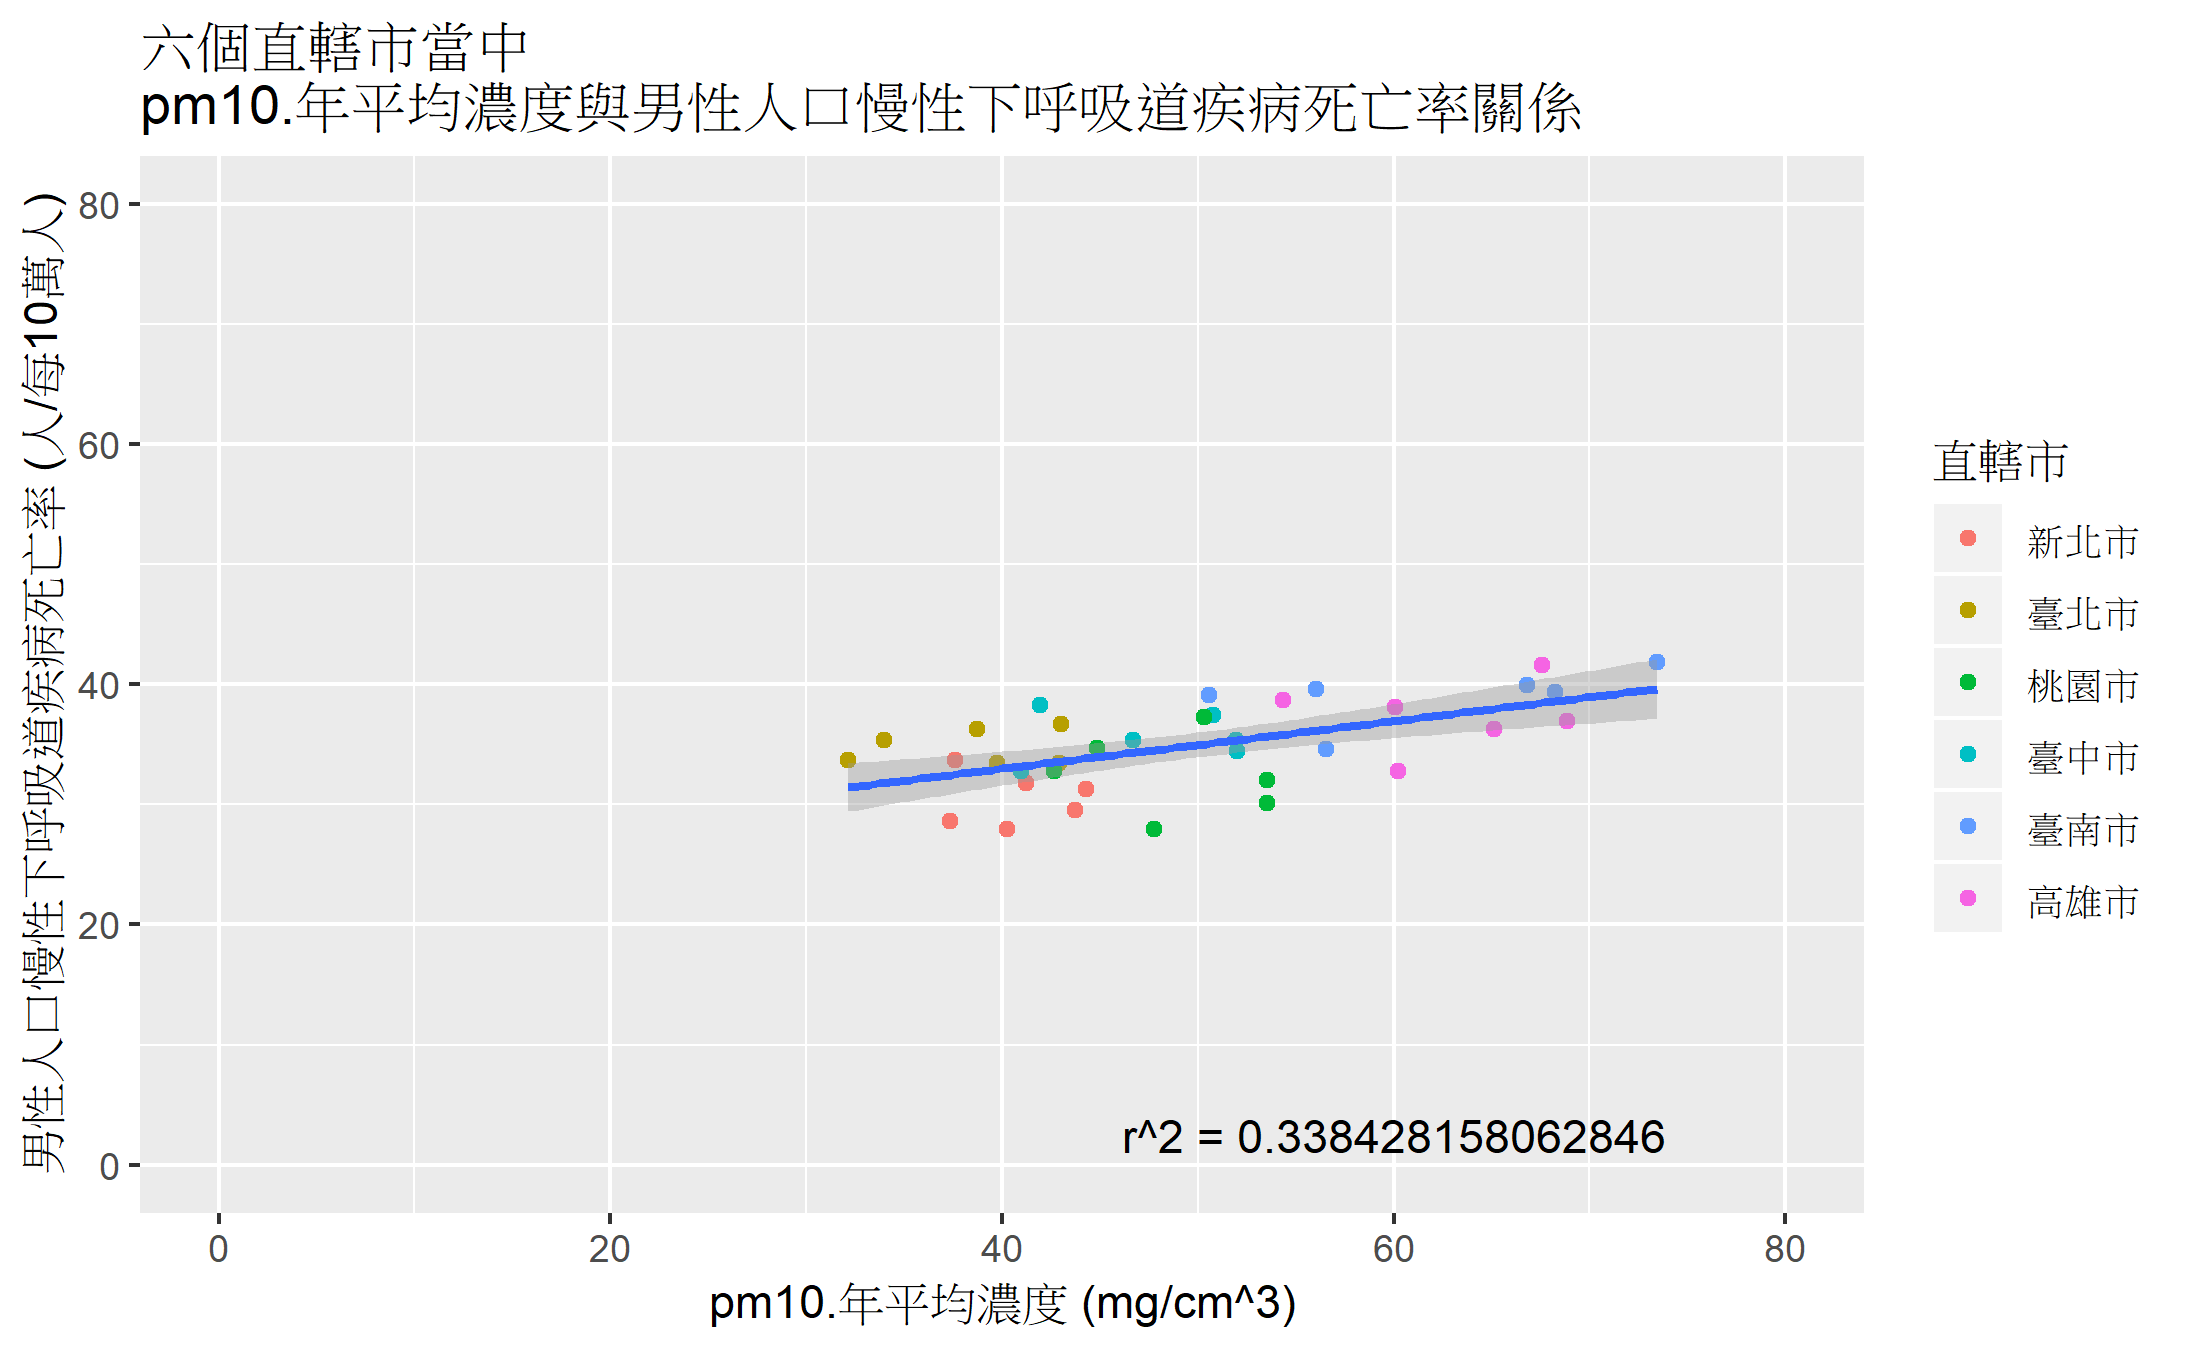 六個直轄市當中
pm10.年平均濃度與男性人口慢性下呼吸道疾病死亡率關係
男性人口慢性下呼吸道疾病死亡率 (人/每10萬人)
80
60
40
20
0
r^2 = 0.338428158062846
0
20
40
60
80
pm10.年平均濃度 (mg/cm^3)
直轄市
新北市
臺北市
桃園市
臺中市
臺南市
高雄市